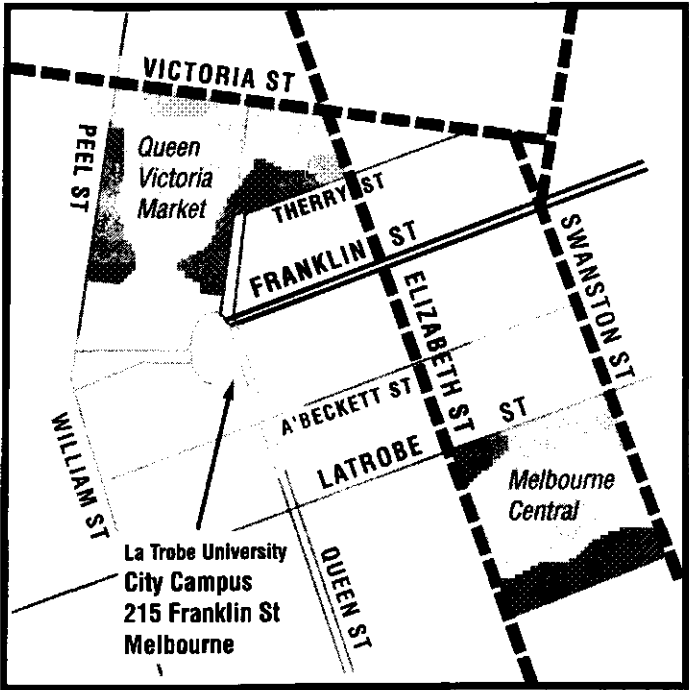 VICTORIA ST
PEEL ST
Queen
Victoria
Market
THERRY ST
FRANKLIN ST
SWANSTON ST
ELIZABETH ST
A'BECKETT ST
LATROBE ST
WILLIAM ST
Melbourne
Central
QUEEN ST
La Trobe University
City Campus
215 Franklin St
Melbourne